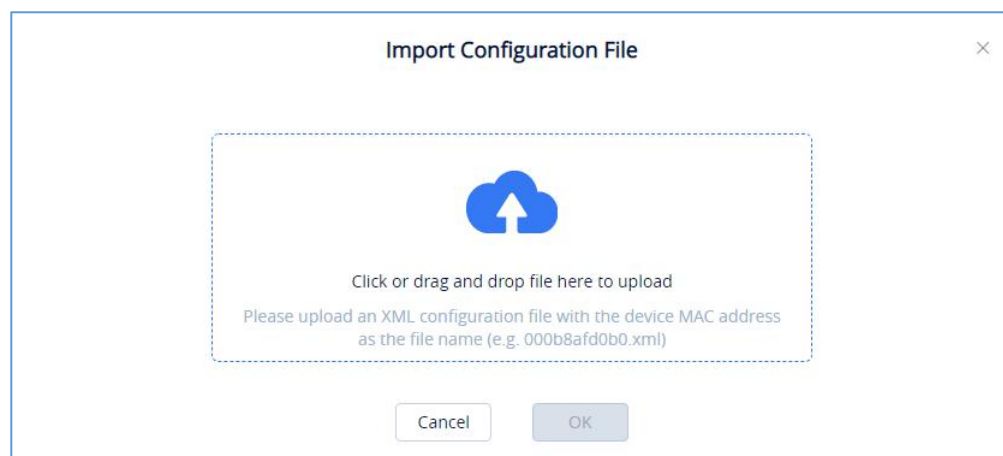 Import Configuration File
Click or drag and drop file here to upload
Please upload an XML configuration file with the device MAC address
as the file name (e.g. 000b8afd0b0.xml)
Cancel
OK